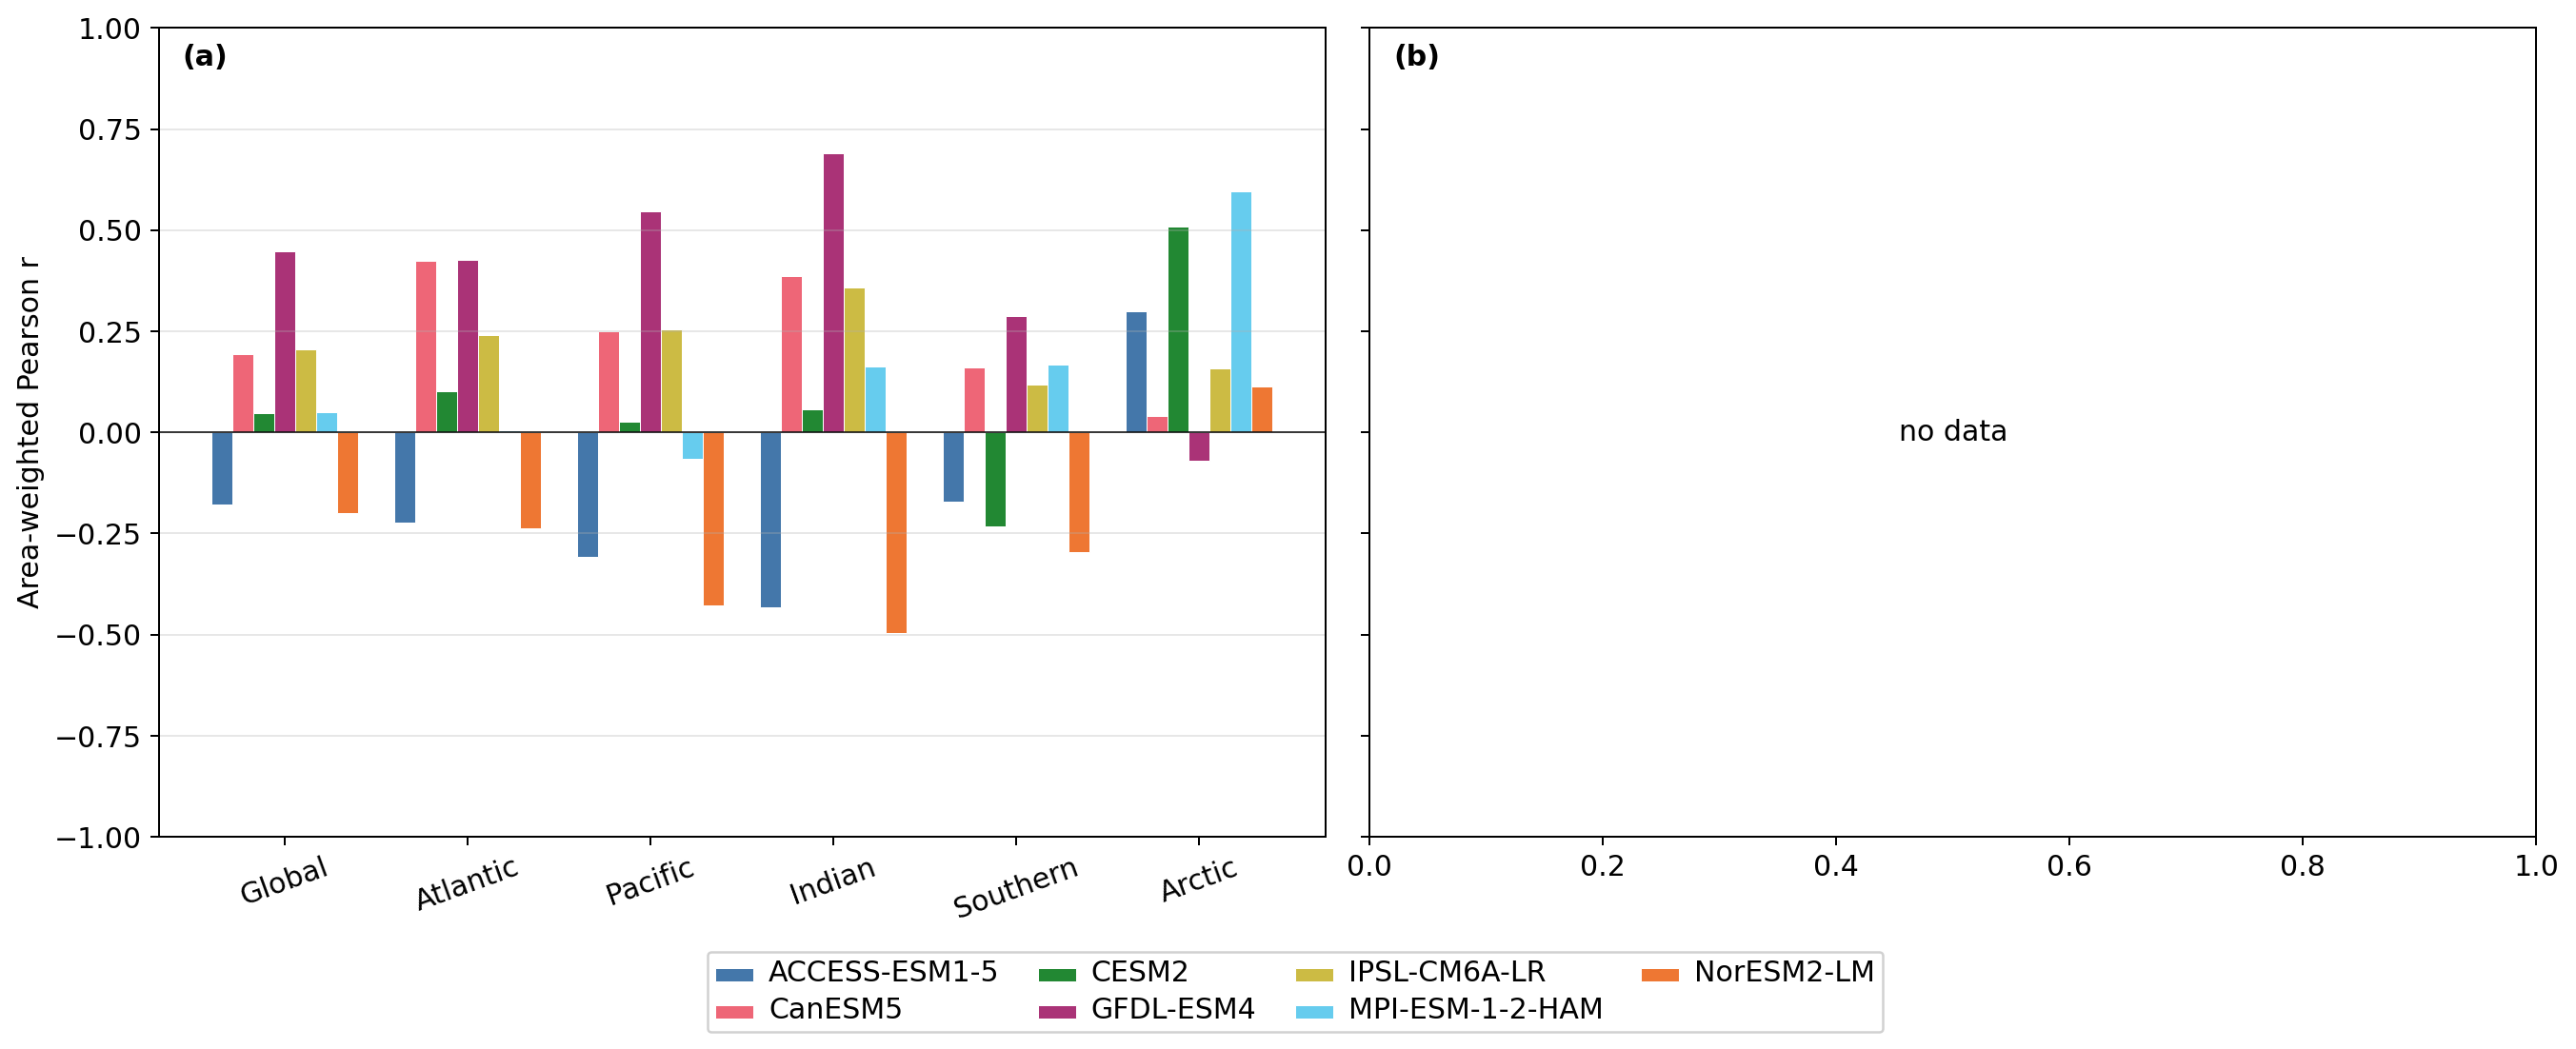 (a)
(b)
1.00
0.75
0.50
0.25
0.00
−0.25
−0.50
−0.75
−1.00
Area-weighted Pearson r
no data
Global
Atlantic
Pacific
Indian
Southern
Arctic
0.0
0.2
0.4
0.6
0.8
1.0
ACCESS-ESM1-5
CanESM5
CESM2
GFDL-ESM4
IPSL-CM6A-LR
MPI-ESM-1-2-HAM
NorESM2-LM